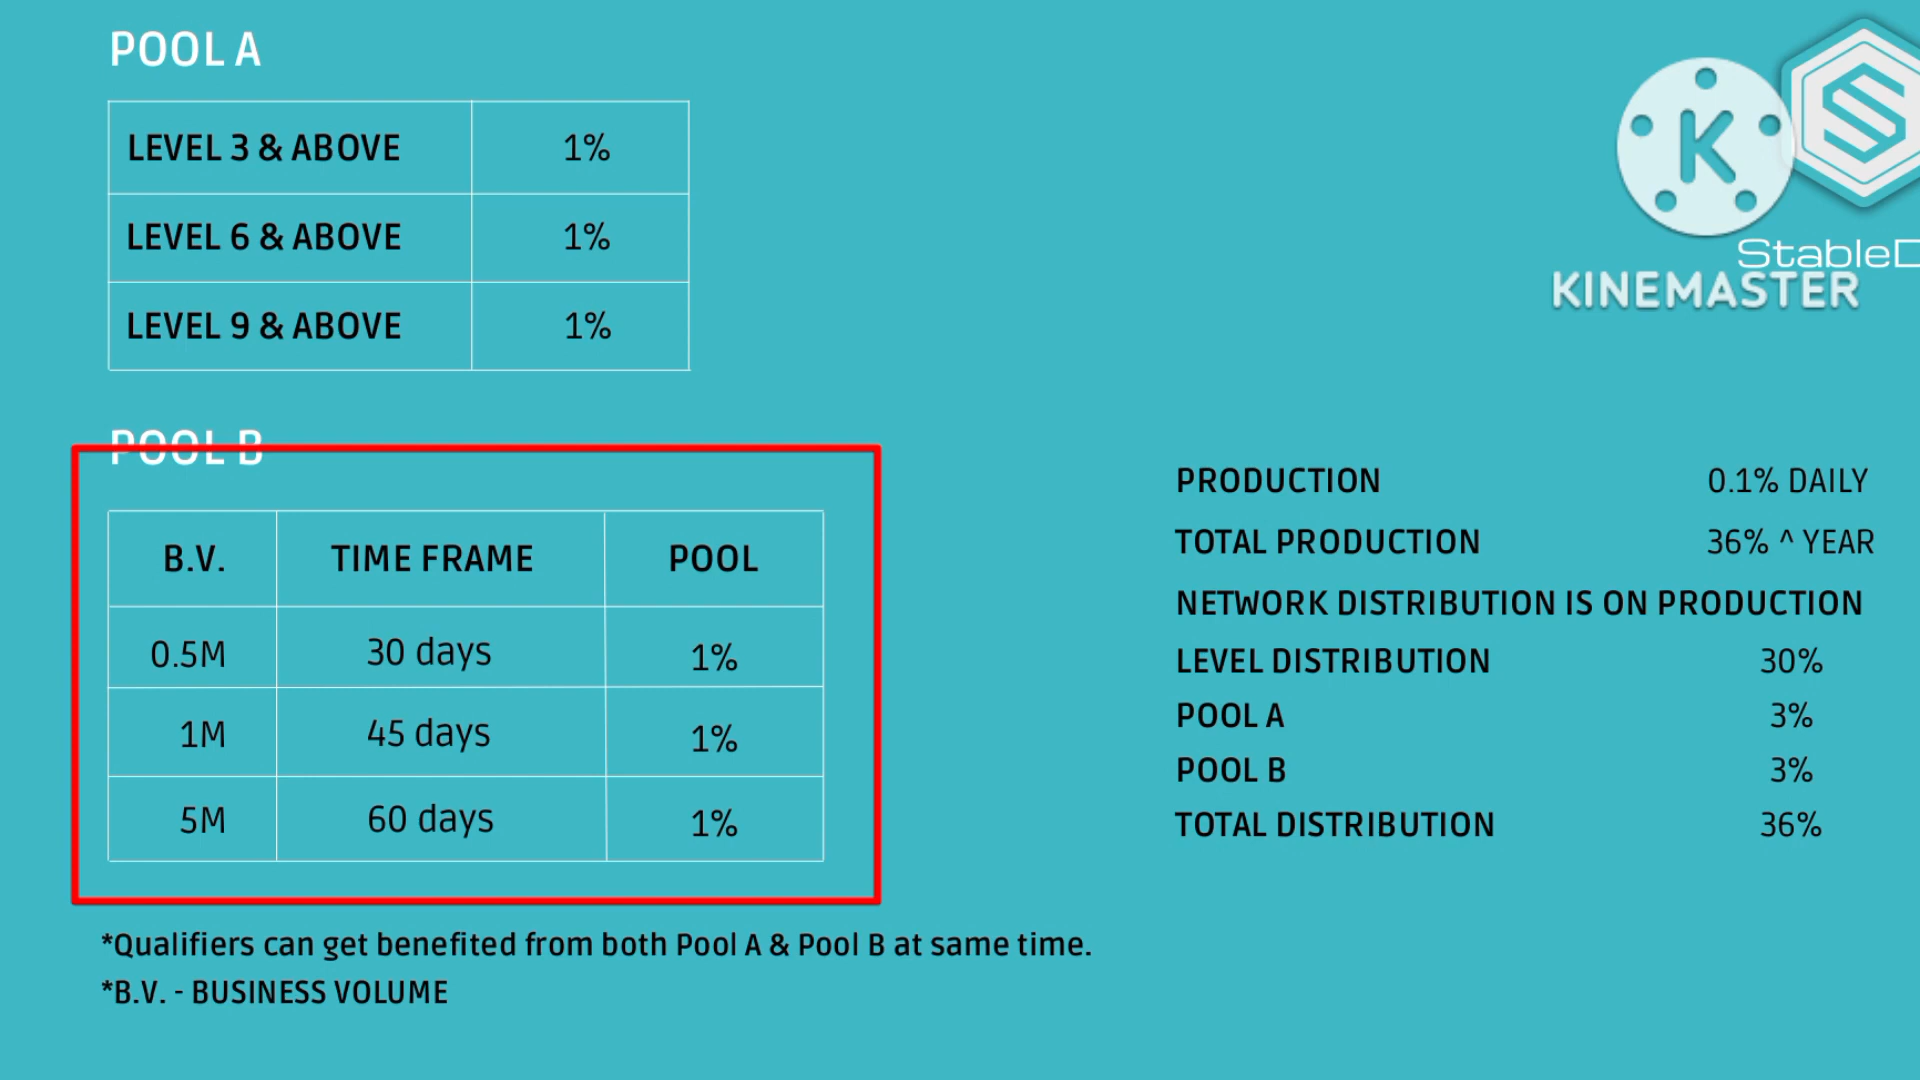 POOL A
LEVEL 3 & ABOVE 1%
LEVEL 6 & ABOVE 1%
LEVEL 9 & ABOVE 1%
K
KINEMASTER
POOL B
B.V. TIME FRAME POOL
0.5M 30 days 1%
1M 45 days 1%
5M 60 days 1%
PRODUCTION 0.1% DAILY
TOTAL PRODUCTION 36% ^ YEAR
NETWORK DISTRIBUTION IS ON PRODUCTION
LEVEL DISTRIBUTION 30%
POOL A 3%
POOL B 3%
TOTAL DISTRIBUTION 36%
*Qualifiers can get benefited from both Pool A & Pool B at same time.
*B.V. - BUSINESS VOLUME